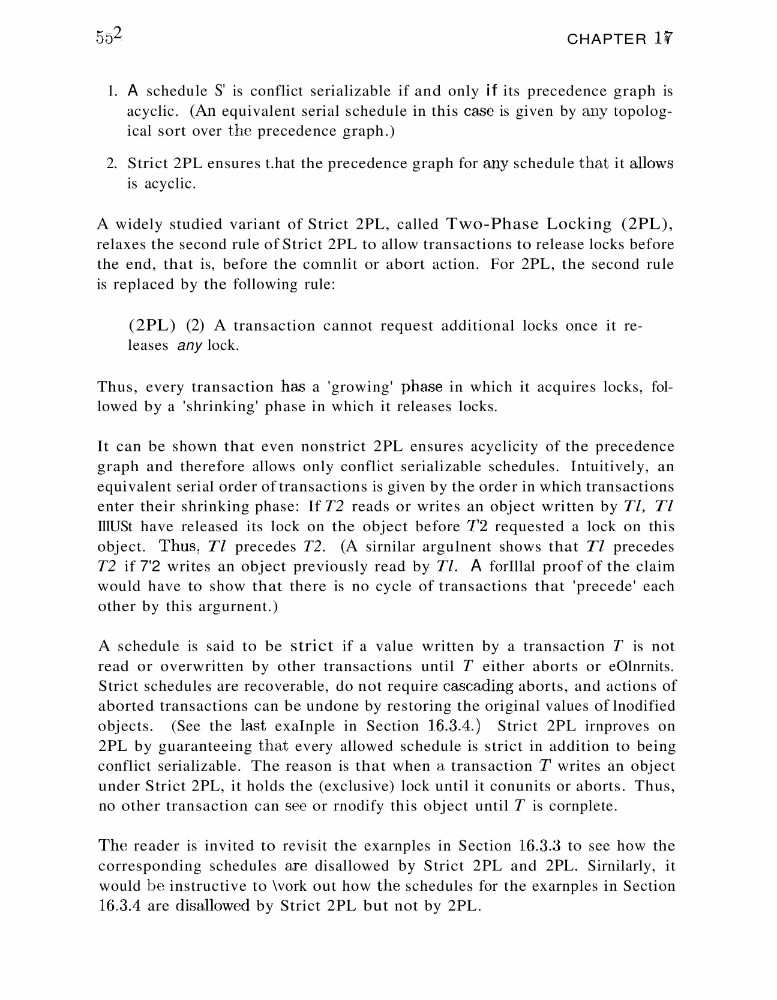 552
CHAPTER 17
1. A schedule S' is conflict serializable if and only if its precedence graph is
acyclic. (An equivalent serial schedule in this case is given by any topolog-
ical sort over the precedence graph.)
2. Strict 2PL ensures t.hat the precedence graph for any schedule that it allows
is acyclic.
A widely studied variant of Strict 2PL, called Two-Phase Locking (2PL),
relaxes the second rule of Strict 2PL to allow transactions to release locks before
the end, that is, before the comnlit or abort action. For 2PL, the second rule
is replaced by the following rule:
(2PL) (2) A transaction cannot request additional locks once it re-
leases any lock.
Thus, every transaction has a 'growing' phase in which it acquires locks, fol-
lowed by a 'shrinking' phase in which it releases locks.
It can be shown that even nonstrict 2PL ensures acyclicity of the precedence
graph and therefore allows only conflict serializable schedules. Intuitively, an
equivalent serial order of transactions is given by the order in which transactions
enter their shrinking phase: If T2 reads or writes an object written by Tl, Tl
IllUSt have released its lock on the object before T2 requested a lock on this
object. Thus, Tl precedes T2. (A sirnilar argulnent shows that Tl precedes
T2 if 7'2 writes an object previously read by Tl. A forIllal proof of the claim
would have to show that there is no cycle of transactions that 'precede' each
other by this argurnent.)
A schedule is said to be strict if a value written by a transaction T is not
read or overwritten by other transactions until T either aborts or eOlnrnits.
Strict schedules are recoverable, do not require cascading aborts, and actions of
aborted transactions can be undone by restoring the original values of lnodified
objects. (See the last exaInple in Section 16.3.4.) Strict 2PL irnproves on
2PL by guaranteeing that every allowed schedule is strict in addition to being
conflict serializable. The reason is that when a transaction T writes an object
under Strict 2PL, it holds the (exclusive) lock until it conunits or aborts. Thus,
no other transaction can see or rnodify this object until T is cornplete.
The reader is invited to revisit the exarnples in Section 16.3.3 to see how the
corresponding schedules are disallowed by Strict 2PL and 2PL. Sirnilarly, it
would be instructive to \vork out how the schedules for the exarnples in Section
16.3.4 are disallowed by Strict 2PL but not by 2PL.